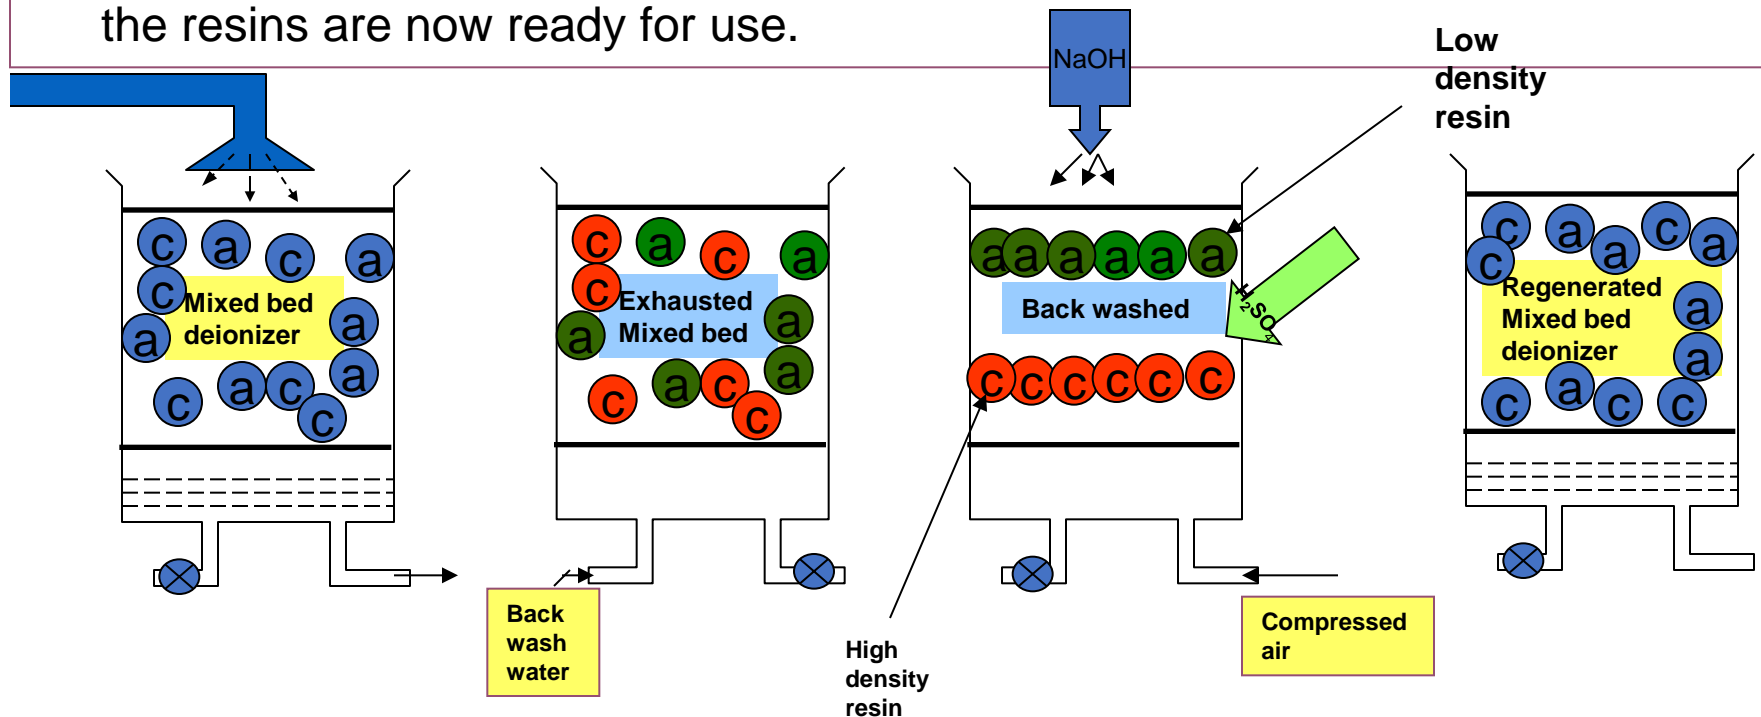 the resins are now ready for use.
NaOH
Low
density
resin
c a c a
c
a
a
a
c a c
c
Mixed bed
deionizer
c a c a
c
a
a
a
c a c
c
Exhausted
Mixed bed
a a a a a a
Back washed
H2SO4
c c c c c c
c a c a
c a
a
a
c a c c
Regenerated
Mixed bed
deionizer
Back
wash
water
High
density
resin
Compressed
air